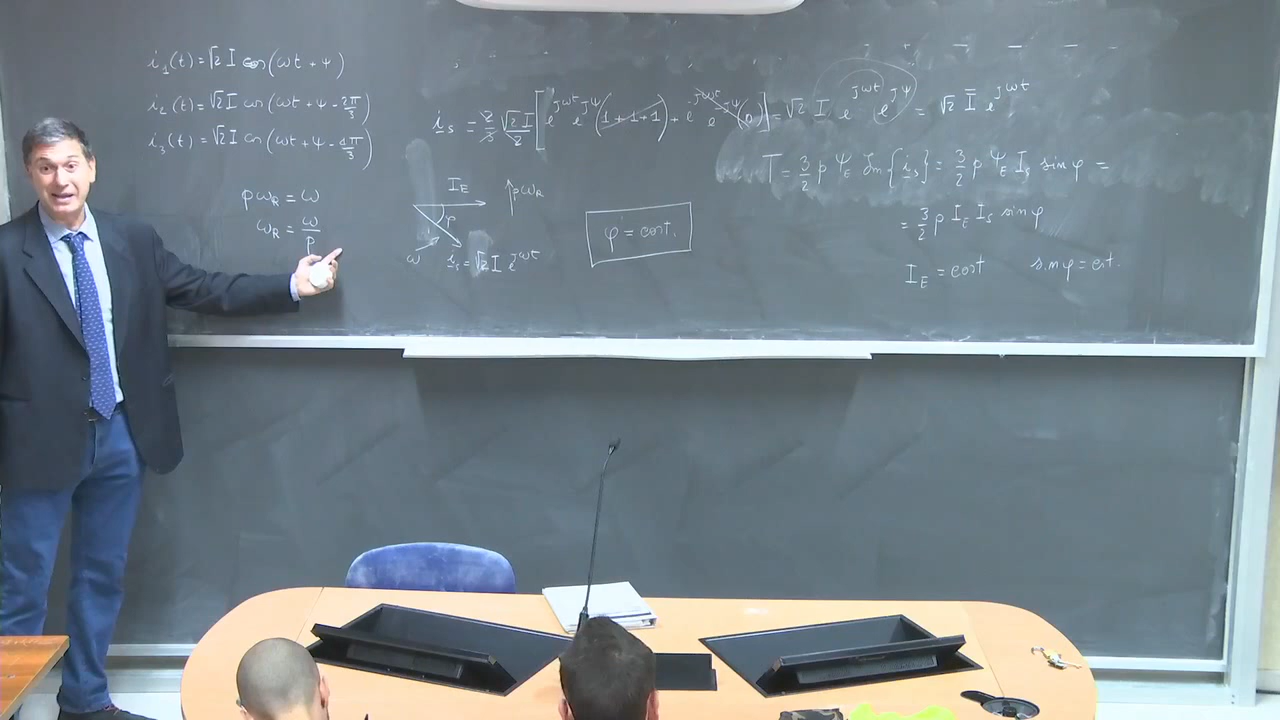 i₁(t) = √2 I cos(ωt + ψ)
i₂(t) = √2 I cos(ωt + ψ - 2π/3)
i₃(t) = √2 I cos(ωt + ψ - 4π/3)
pω_R = ω
ω_R = ω/p
i_s = 2/3 √2 I/2 [e^{jωt} e^{jψ} (1+1+1) + e^{-jωt} e^{-jψ} (0)] = √2 I e^{jωt} e^{jψ} = √2 Ī e^{jωt}
I_E
pω_R
φ
ω
i_s = √2 I e^{jωt}
φ = cost.
T = 3/2 p Ψ_E Im{i_s} = 3/2 p Ψ_E I_s sin φ =
= 3/2 p I_E I_s sin φ
I_E = cost sin φ = cost.